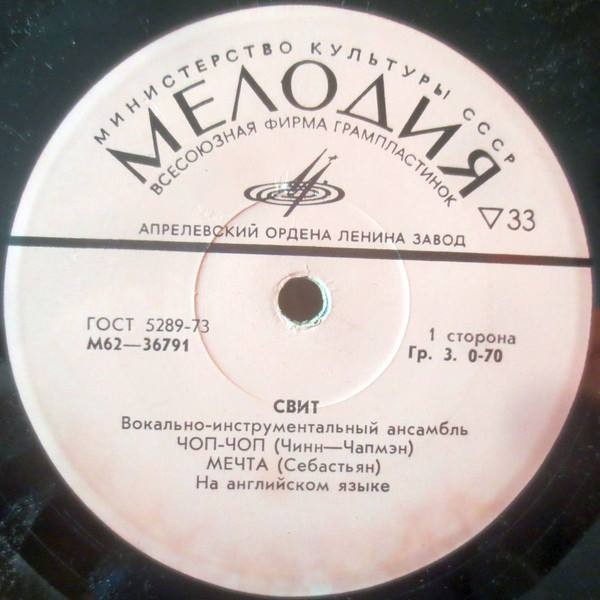 МИНИСТЕРСТВО КУЛЬТУРЫ СССР
МЕЛОДИЯ
ВСЕСОЮЗНАЯ ФИРМА ГРАМПЛАСТИНОК
▽33
АПРЕЛЕВСКИЙ ОРДЕНА ЛЕНИНА ЗАВОД
ГОСТ 5289-73
М62—36791
1 сторона
Гр. 3. 0-70
СВИТ
Вокально-инструментальный ансамбль
ЧОП-ЧОП (Чинн—Чапмэн)
МЕЧТА (Себастьян)
На английском языке